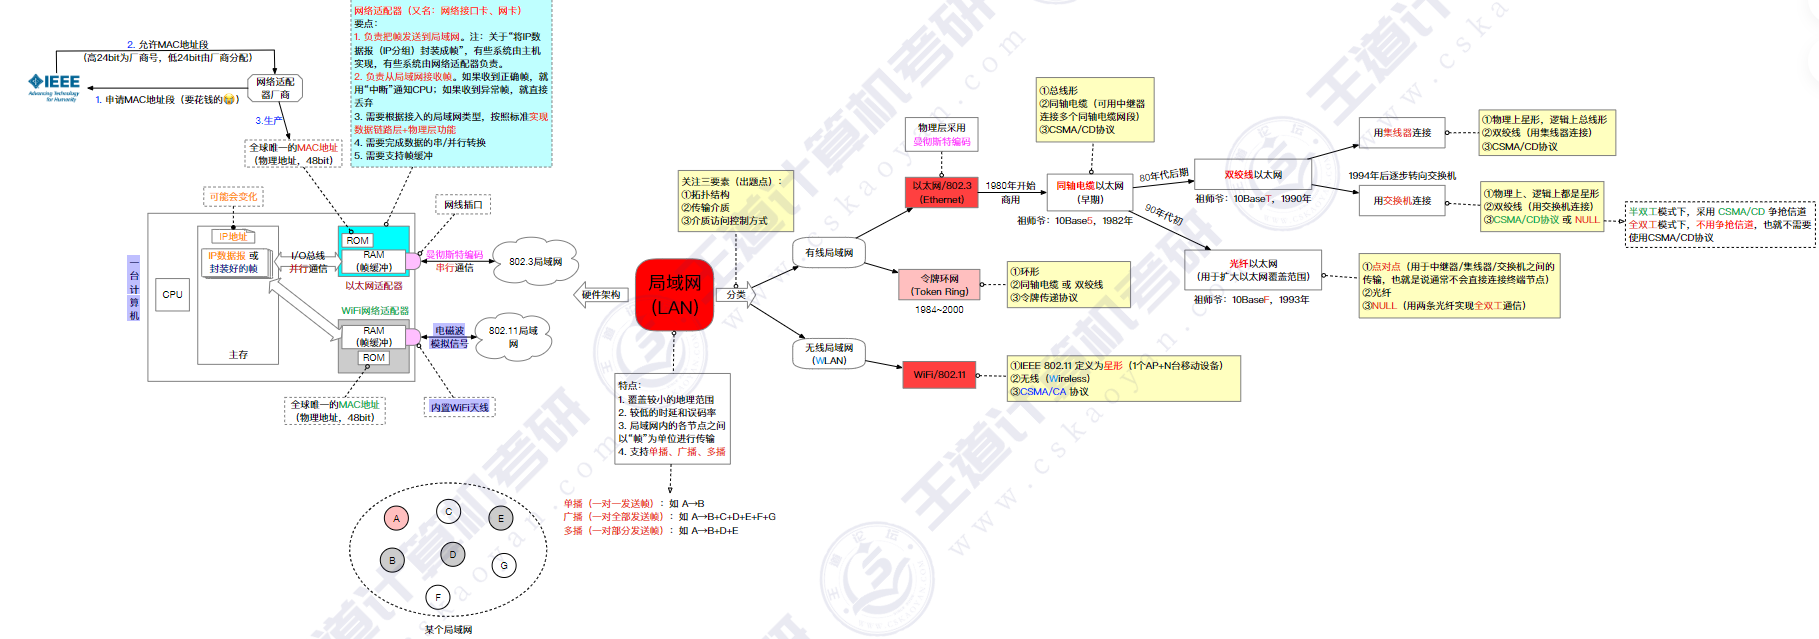 网络适配器（又名：网络接口卡、网卡）
要点：
1. 负责把帧发送到局域网。注：关于“将IP数
据报（IP分组）封装成帧”，有些系统由主机
实现，有些系统由网络适配器负责。
2. 负责从局域网接收帧。如果收到正确帧，就
用“中断”通知CPU；如果收到异常帧，就直接
丢弃
3. 需要根据接入的局域网类型，按照标准实现
数据链路层+物理层功能
4. 需要完成数据的串/并行转换
5. 需要支持帧缓冲
2. 允许MAC地址段
（高24bit为厂商号，低24bit由厂商分配）
IEEE
Advancing Technology
for Humanity
网络适配
器厂商
1. 申请MAC地址段（要花钱的😭）
3.生产
全球唯一的MAC地址
（物理地址，48bit）
可能会变化
网线插口
一台计算机
CPU
IP地址
IP数据报 或
封装好的帧
主存
I/O总线
并行通信
ROM
RAM
（帧缓冲）
以太网适配器
曼彻斯特编码
串行通信
802.3局域网
WiFi网络适配器
RAM
（帧缓冲）
ROM
电磁波
模拟信号
802.11局域
网
全球唯一的MAC地址
（物理地址，48bit）
内置WiFi天线
硬件架构
局域网
(LAN)
分类
关注三要素（出题点）：
①拓扑结构
②传输介质
③介质访问控制方式
特点：
1. 覆盖较小的地理范围
2. 较低的时延和误码率
3. 局域网内的各节点之间
以“帧”为单位进行传输
4. 支持单播、广播、多播
单播（一对一发送帧）：如 A→B
广播（一对全部发送帧）：如 A→B+C+D+E+F+G
多播（一对部分发送帧）：如 A→B+D+E
A
C
E
B
D
G
F
某个局域网
有线局域网
无线局域网
（WLAN）
物理层采用
曼彻斯特编码
以太网/802.3
(Ethernet)
1980年开始
商用
①总线形
②同轴电缆（可用中继器
连接多个同轴电缆网段）
③CSMA/CD协议
同轴电缆以太网
（早期）
祖师爷：10Base5，1982年
80年代后期
90年代初
双绞线以太网
祖师爷：10BaseT，1990年
用集线器连接
①物理上星形，逻辑上总线形
②双绞线（用集线器连接）
③CSMA/CD协议
1994年后逐步转向交换机
用交换机连接
①物理上、逻辑上都是星形
②双绞线（用交换机连接）
③CSMA/CD协议 或 NULL
半双工模式下，采用 CSMA/CD 争抢信道
全双工模式下，不用争抢信道，也就不需要
使用CSMA/CD协议
光纤以太网
（用于扩大以太网覆盖范围）
祖师爷：10BaseF，1993年
①点对点（用于中继器/集线器/交换机之间的
传输，也就是说通常不会直接连接终端节点）
②光纤
③NULL（用两条光纤实现全双工通信）
令牌环网
(Token Ring)
1984~2000
①环形
②同轴电缆 或 双绞线
③令牌传递协议
WiFi/802.11
①IEEE 802.11 定义为星形（1个AP+N台移动设备）
②无线（Wireless）
③CSMA/CA 协议
王道计算机考研
www.cskaoyan.com